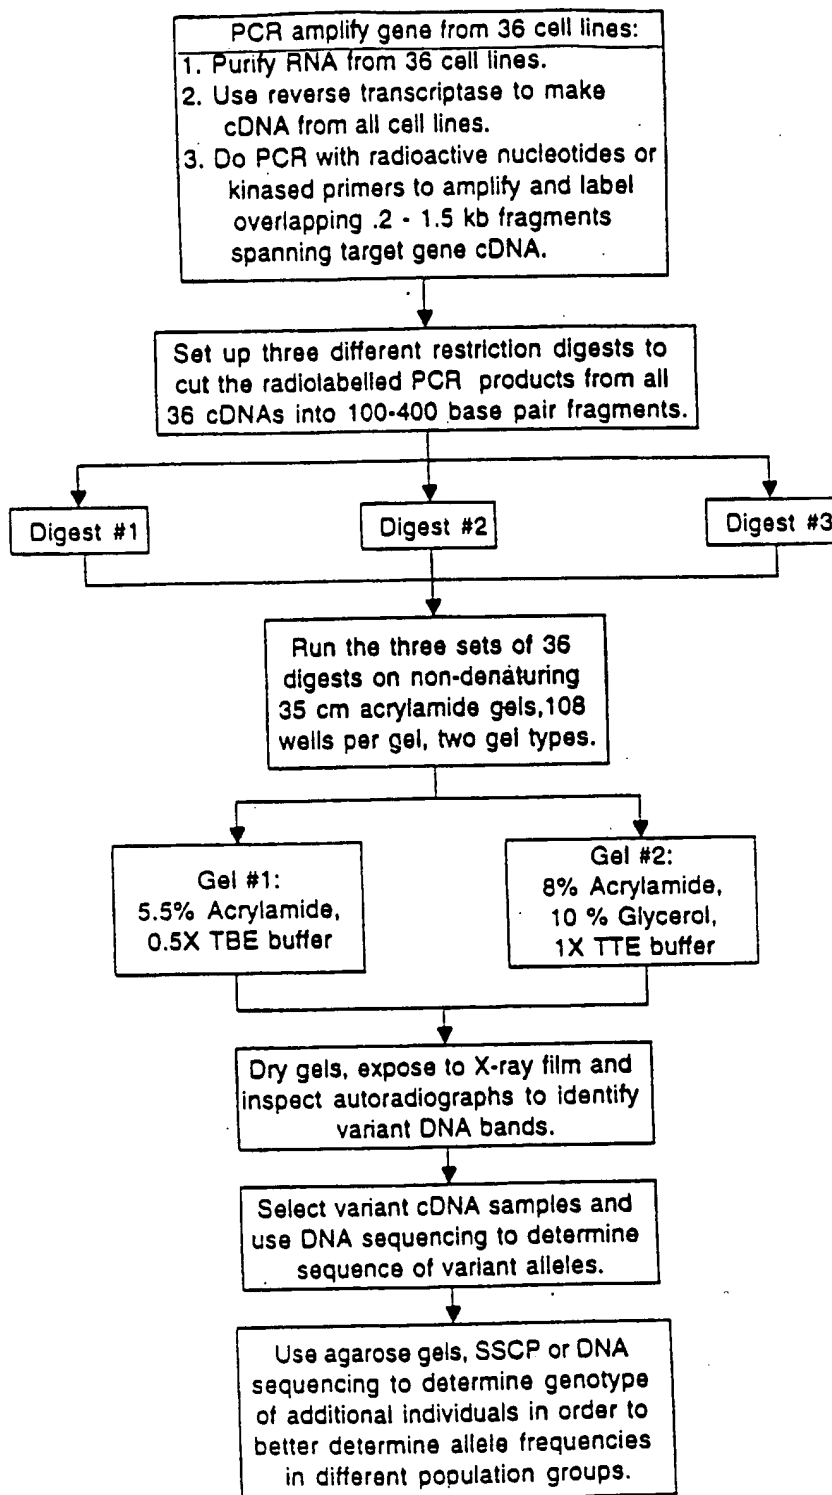 PCR amplify gene from 36 cell lines:
1. Purify RNA from 36 cell lines.
2. Use reverse transcriptase to make
cDNA from all cell lines.
3. Do PCR with radioactive nucleotides or
kinased primers to amplify and label
overlapping .2 - 1.5 kb fragments
spanning target gene cDNA.
Set up three different restriction digests to
cut the radiolabelled PCR products from all
36 cDNAs into 100-400 base pair fragments.
Digest #1
Digest #2
Digest #3
Run the three sets of 36
digests on non-denaturing
35 cm acrylamide gels,108
wells per gel, two gel types.
Gel #1:
5.5% Acrylamide,
0.5X TBE buffer
Gel #2:
8% Acrylamide,
10 % Glycerol,
1X TTE buffer
Dry gels, expose to X-ray film and
inspect autoradiographs to identify
variant DNA bands.
Select variant cDNA samples and
use DNA sequencing to determine
sequence of variant alleles.
Use agarose gels, SSCP or DNA
sequencing to determine genotype
of additional individuals in order to
better determine allele frequencies
in different population groups.